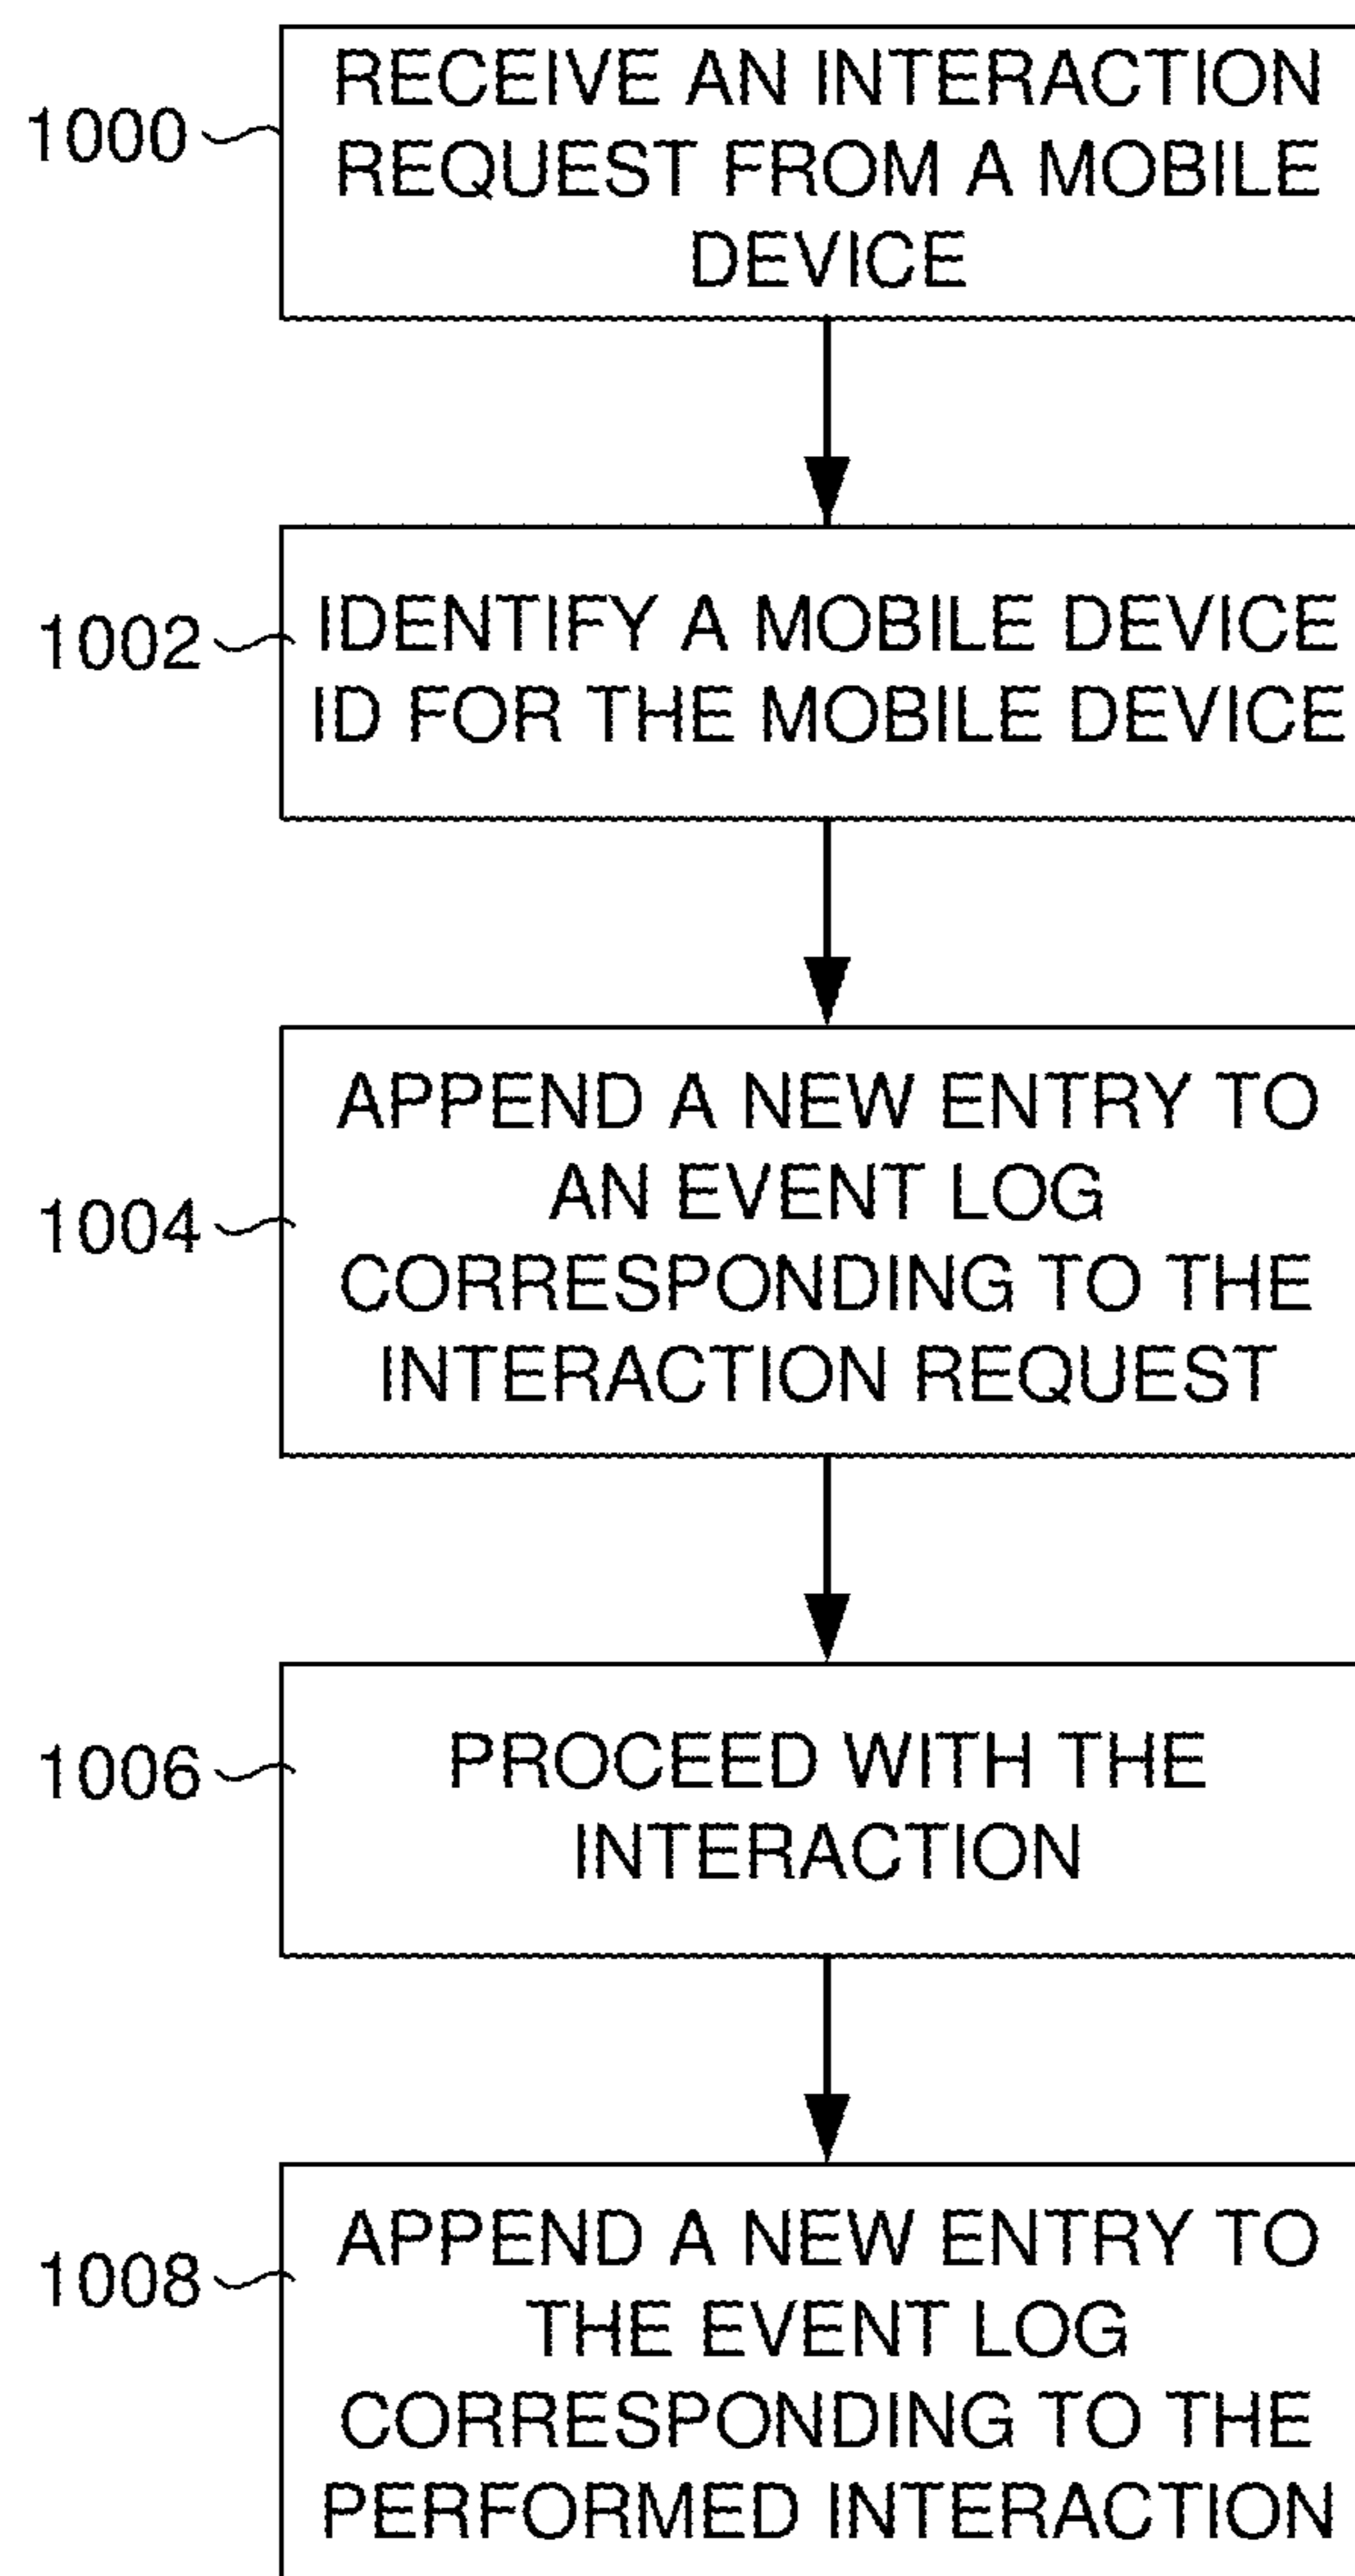 1000
RECEIVE AN INTERACTION
REQUEST FROM A MOBILE
DEVICE
1002
IDENTIFY A MOBILE DEVICE
ID FOR THE MOBILE DEVICE
1004
APPEND A NEW ENTRY TO
AN EVENT LOG
CORRESPONDING TO THE
INTERACTION REQUEST
1006
PROCEED WITH THE
INTERACTION
1008
APPEND A NEW ENTRY TO
THE EVENT LOG
CORRESPONDING TO THE
PERFORMED INTERACTION